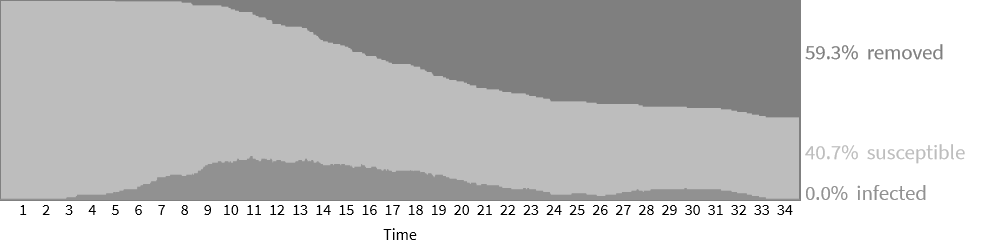 59.3% removed
40.7% susceptible
0.0% infected
1 2 3 4 5 6 7 8 9 10 11 12 13 14 15 16 17 18 19 20 21 22 23 24 25 26 27 28 29 30 31 32 33 34
Time